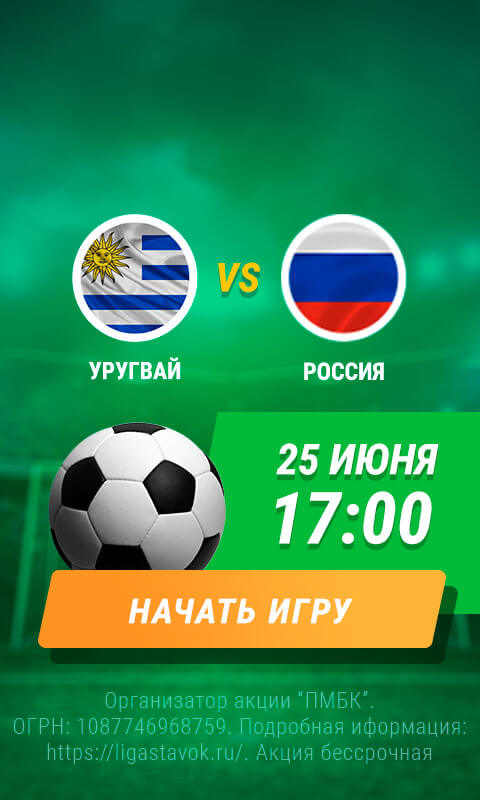 УРУГВАЙ
VS
РОССИЯ
25 ИЮНЯ
17:00
НАЧАТЬ ИГРУ
Организатор акции “ПМБК”.
ОГРН: 1087746968759. Подробная иформация:
https://ligastavok.ru/. Акция бессрочная